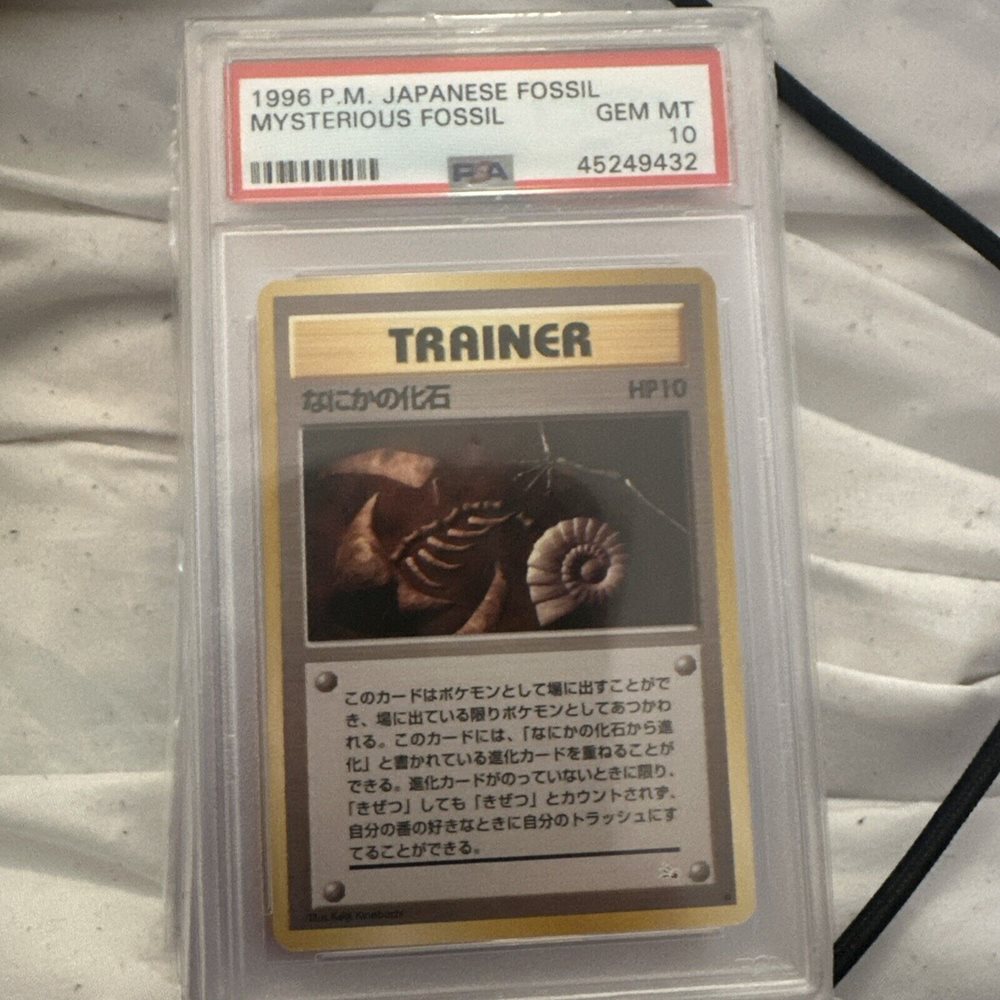 1996 P.M. JAPANESE FOSSIL
MYSTERIOUS FOSSIL GEM MT
10
PSA 45249432
TRAINER
なにかの化石 HP10
このカードはポケモンとして場に出すことがで
き、場に出ている限りポケモンとしてあつかわ
れる。このカードには、「なにかの化石から進
化」と書かれている進化カードを重ねることが
できる。進化カードがのっていないときに限り、
「きぜつ」しても「きぜつ」とカウントされず、
自分の番の好きなときに自分のトラッシュにす
てることができる。
Illus. Keiji Kinebuchi